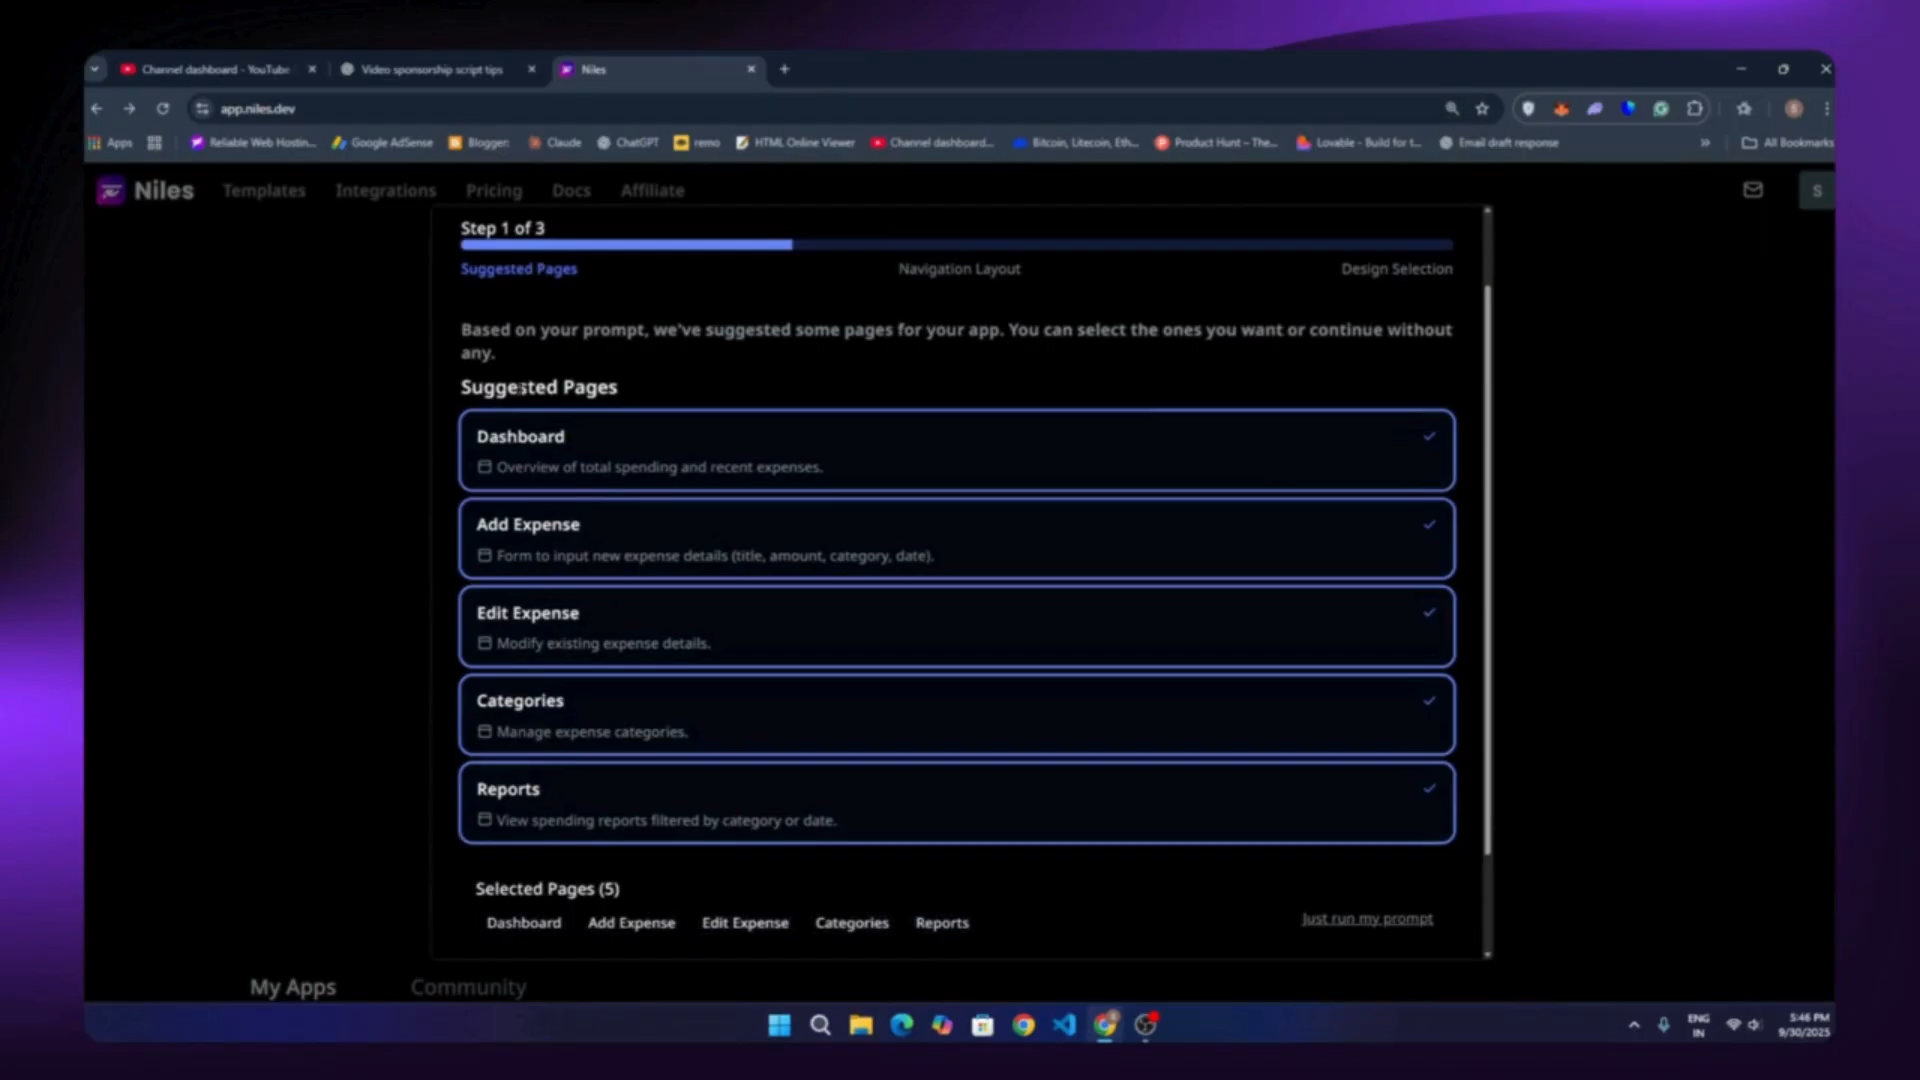 Channel dashboard - YouTube
Video sponsorship script tips
Niles
app.niles.dev
Apps
Reliable Web Hostin...
Google AdSense
Blogger
Claude
ChatGPT
remo
HTML Online Viewer
Channel dashboard...
Bitcoin, Litecoin, Eth...
Product Hunt – The...
Lovable - Build for t...
Email draft response
All Bookmarks
Niles
Templates
Integrations
Pricing
Docs
Affiliate
S
Step 1 of 3
Suggested Pages
Navigation Layout
Design Selection
Based on your prompt, we've suggested some pages for your app. You can select the ones you want or continue without
any.
Suggested Pages
Dashboard
Overview of total spending and recent expenses.
Add Expense
Form to input new expense details (title, amount, category, date).
Edit Expense
Modify existing expense details.
Categories
Manage expense categories.
Reports
View spending reports filtered by category or date.
Selected Pages (5)
Dashboard
Add Expense
Edit Expense
Categories
Reports
Just run my prompt
My Apps
Community
ENG
IN
5:46 PM
9/30/2025